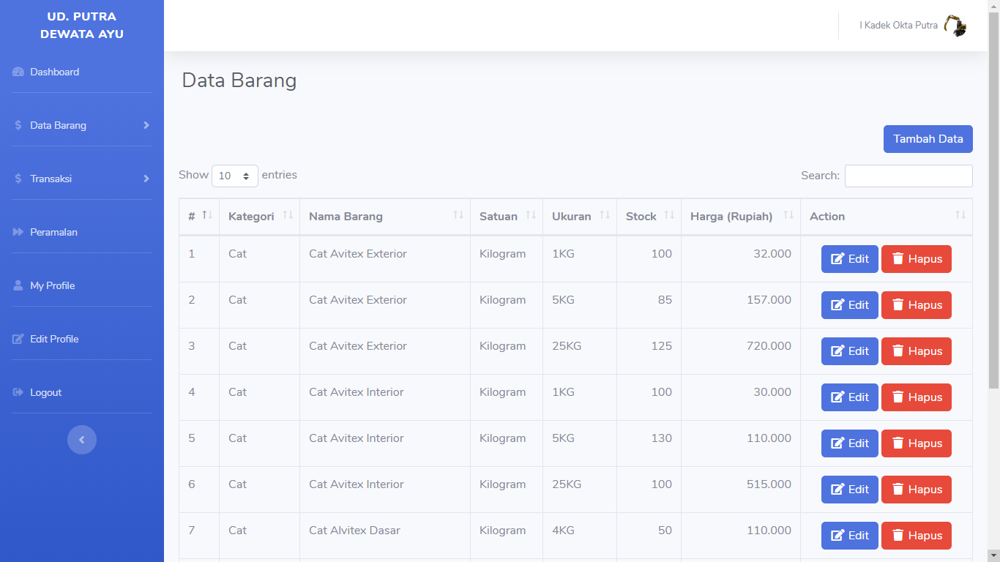 UD. PUTRA
DEWATA AYU
I Kadek Okta Putra
Dashboard
Data Barang
Transaksi
Peramalan
My Profile
Edit Profile
Logout
Data Barang
Tambah Data
Show 10 entries
Search:
# Kategori Nama Barang Satuan Ukuran Stock Harga (Rupiah) Action
1 Cat Cat Avitex Exterior Kilogram 1KG 100 32.000 Edit Hapus
2 Cat Cat Avitex Exterior Kilogram 5KG 85 157.000 Edit Hapus
3 Cat Cat Avitex Exterior Kilogram 25KG 125 720.000 Edit Hapus
4 Cat Cat Avitex Interior Kilogram 1KG 100 30.000 Edit Hapus
5 Cat Cat Avitex Interior Kilogram 5KG 130 110.000 Edit Hapus
6 Cat Cat Avitex Interior Kilogram 25KG 100 515.000 Edit Hapus
7 Cat Cat Alvitex Dasar Kilogram 4KG 50 110.000 Edit Hapus